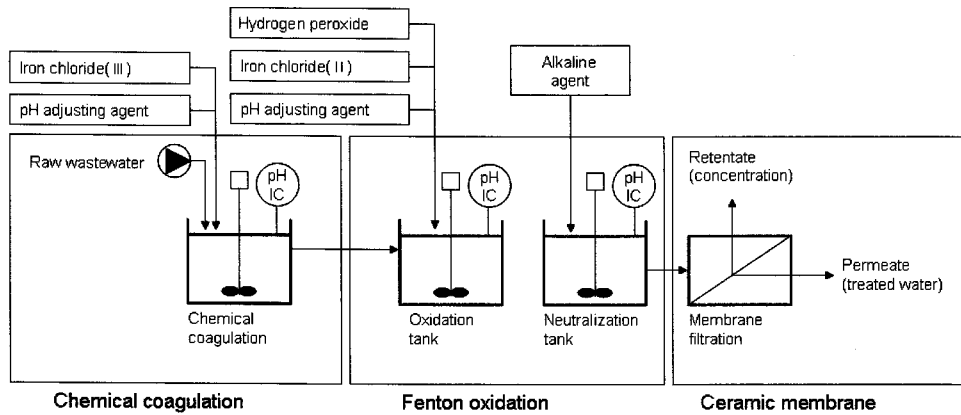 Hydrogen peroxide
Iron chloride( III )
Iron chloride( II )
Alkaline
agent
pH adjusting agent
pH adjusting agent
Raw wastewater
pH
IC
pH
IC
pH
IC
Retentate
(concentration)
Permeate
(treated water)
Chemical
coagulation
Oxidation
tank
Neutralization
tank
Membrane
filtration
Chemical coagulation
Fenton oxidation
Ceramic membrane